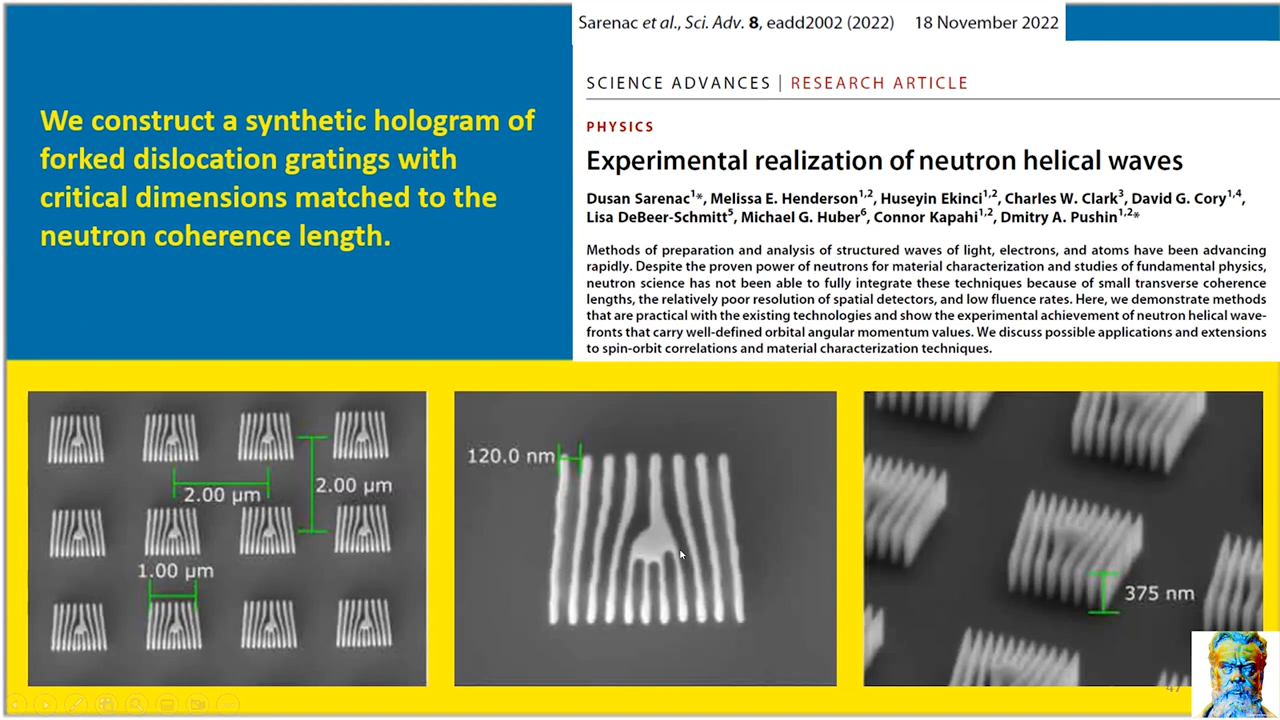 Sarenac et al., Sci. Adv. 8, eadd2002 (2022) 18 November 2022
We construct a synthetic hologram of
forked dislocation gratings with
critical dimensions matched to the
neutron coherence length.
SCIENCE ADVANCES | RESEARCH ARTICLE
PHYSICS
Experimental realization of neutron helical waves
Dusan Sarenac1*, Melissa E. Henderson1,2, Huseyin Ekinci1,2, Charles W. Clark3, David G. Cory1,4,
Lisa DeBeer-Schmitt5, Michael G. Huber6, Connor Kapahi1,2, Dmitry A. Pushin1,2*
Methods of preparation and analysis of structured waves of light, electrons, and atoms have been advancing
rapidly. Despite the proven power of neutrons for material characterization and studies of fundamental physics,
neutron science has not been able to fully integrate these techniques because of small transverse coherence
lengths, the relatively poor resolution of spatial detectors, and low fluence rates. Here, we demonstrate methods
that are practical with the existing technologies and show the experimental achievement of neutron helical wave-
fronts that carry well-defined orbital angular momentum values. We discuss possible applications and extensions
to spin-orbit correlations and material characterization techniques.
2.00 µm
2.00 µm
1.00 µm
120.0 nm
375 nm
47